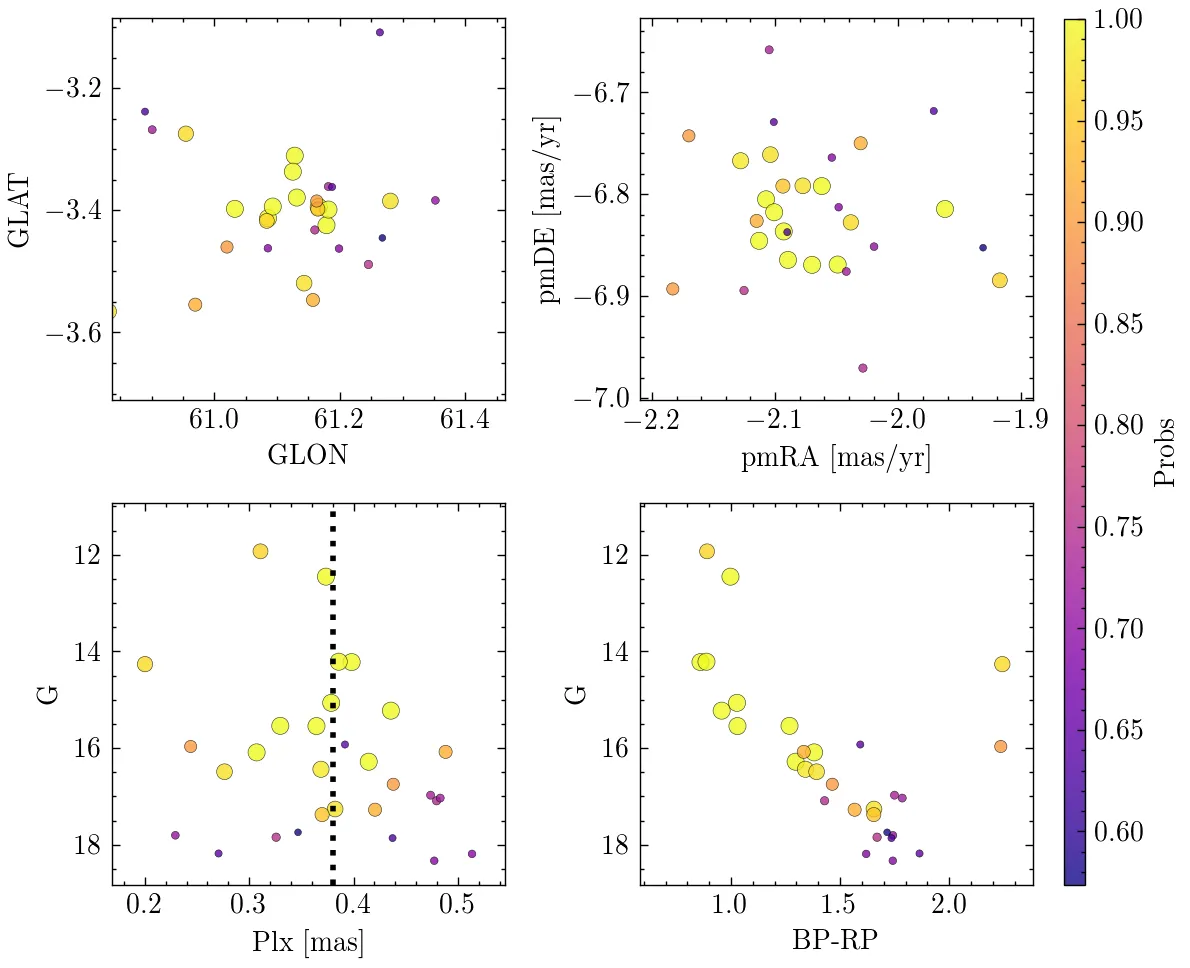 GLAT
−3.2
−3.4
−3.6
61.0 61.2 61.4
GLON
pmDE [mas/yr]
−6.7
−6.8
−6.9
−7.0
−2.2 −2.1 −2.0 −1.9
pmRA [mas/yr]
G
12
14
16
18
0.2 0.3 0.4 0.5
Plx [mas]
G
12
14
16
18
1.0 1.5 2.0
BP-RP
1.00
0.95
0.90
0.85
0.80
0.75
0.70
0.65
0.60
Probs